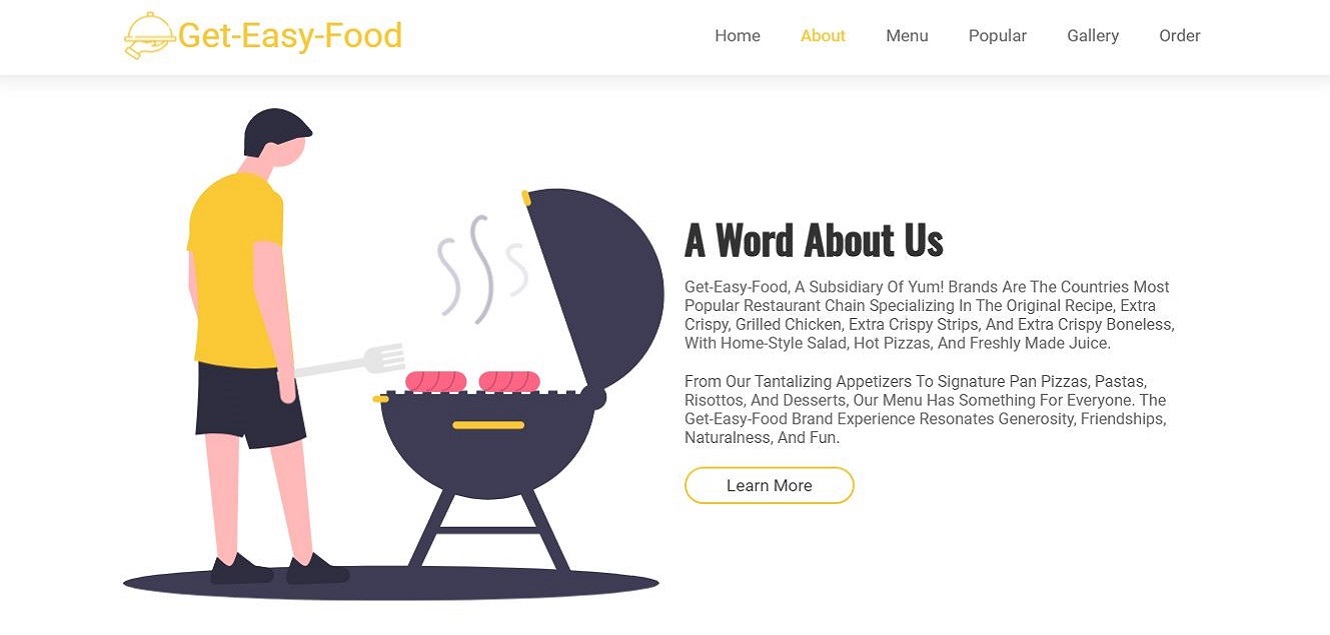 Get-Easy-Food
Home About Menu Popular Gallery Order
A Word About Us
Get-Easy-Food, A Subsidiary Of Yum! Brands Are The Countries Most
Popular Restaurant Chain Specializing In The Original Recipe, Extra
Crispy, Grilled Chicken, Extra Crispy Strips, And Extra Crispy Boneless,
With Home-Style Salad, Hot Pizzas, And Freshly Made Juice.
From Our Tantalizing Appetizers To Signature Pan Pizzas, Pastas,
Risottos, And Desserts, Our Menu Has Something For Everyone. The
Get-Easy-Food Brand Experience Resonates Generosity, Friendships,
Naturalness, And Fun.
Learn More